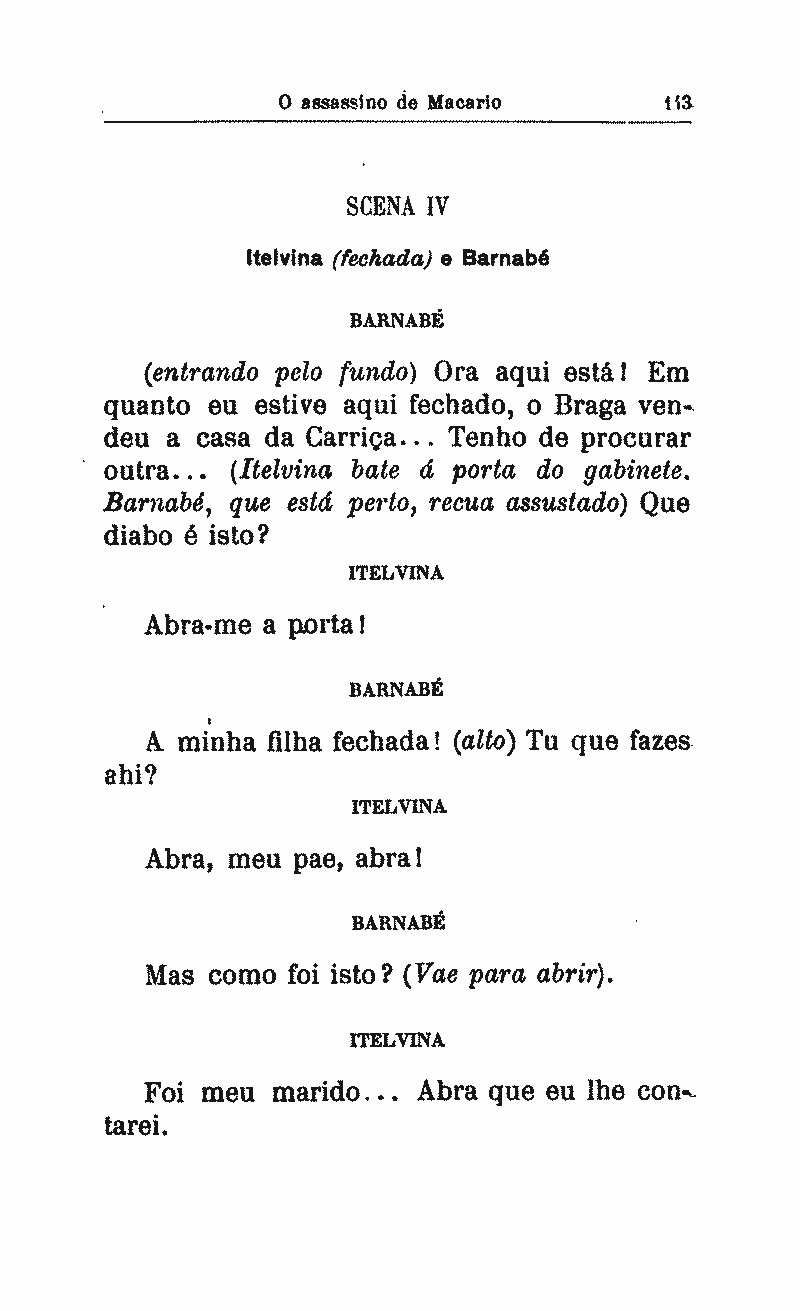 O assassino de Macario 113
SCENA IV
Itelvina (fechada) e Barnabé
BARNABÉ
(entrando pelo fundo) Ora aqui está! Em
quanto eu estive aqui fechado, o Braga ven-
deu a casa da Carriça... Tenho de procurar
outra... (Itelvina bate á porta do gabinete.
Barnabé, que está perto, recua assustado) Que
diabo é isto?
ITELVINA
Abra-me a porta!
BARNABÉ
A minha filha fechada! (alto) Tu que fazes
ahi?
ITELVINA
Abra, meu pae, abra!
BARNABÉ
Mas como foi isto? (Vae para abrir).
ITELVINA
Foi meu marido... Abra que eu lhe con-
tarei.